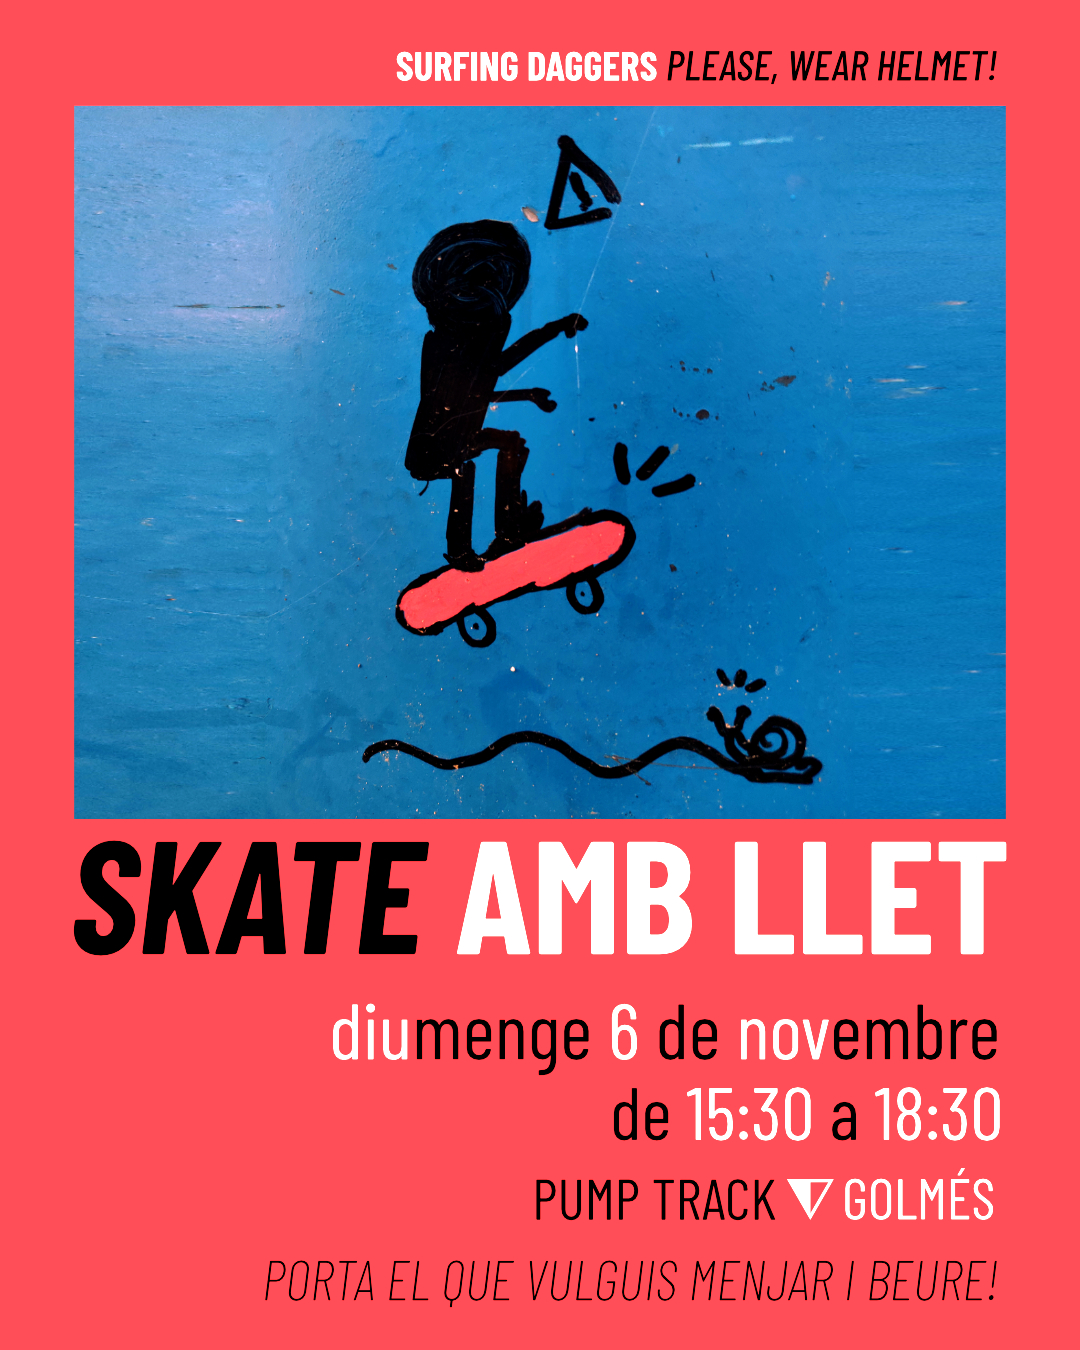 SURFING DAGGERS PLEASE, WEAR HELMET!
SKATE AMB LLET
diumenge 6 de novembre
de 15:30 a 18:30
PUMP TRACK GOLMÉS
PORTA EL QUE VULGUIS MENJAR I BEURE!